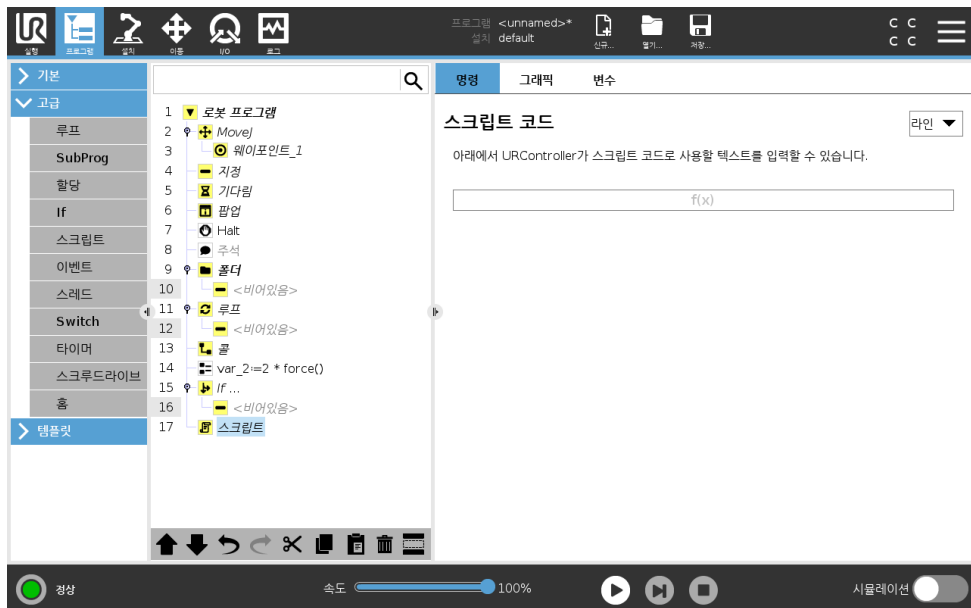 프로그램 <unnamed>*
설치 default
실행
프로그램
설치
이동
I/O
로그
신규...
열기...
저장...
C C
C C
기본
고급
루프
SubProg
할당
If
스크립트
이벤트
스레드
Switch
타이머
스크루드라이브
홈
템플릿
1 로봇 프로그램
2 MoveJ
3 웨이포인트_1
4 지정
5 기다림
6 팝업
7 Halt
8 주석
9 폴더
10 <비어있음>
11 루프
12 <비어있음>
13 콜
14 var_2:=2 * force()
15 If ...
16 <비어있음>
17 스크립트
명령 그래픽 변수
스크립트 코드
라인
아래에서 URController가 스크립트 코드로 사용할 텍스트를 입력할 수 있습니다.
f(x)
정상
속도 100%
시뮬레이션